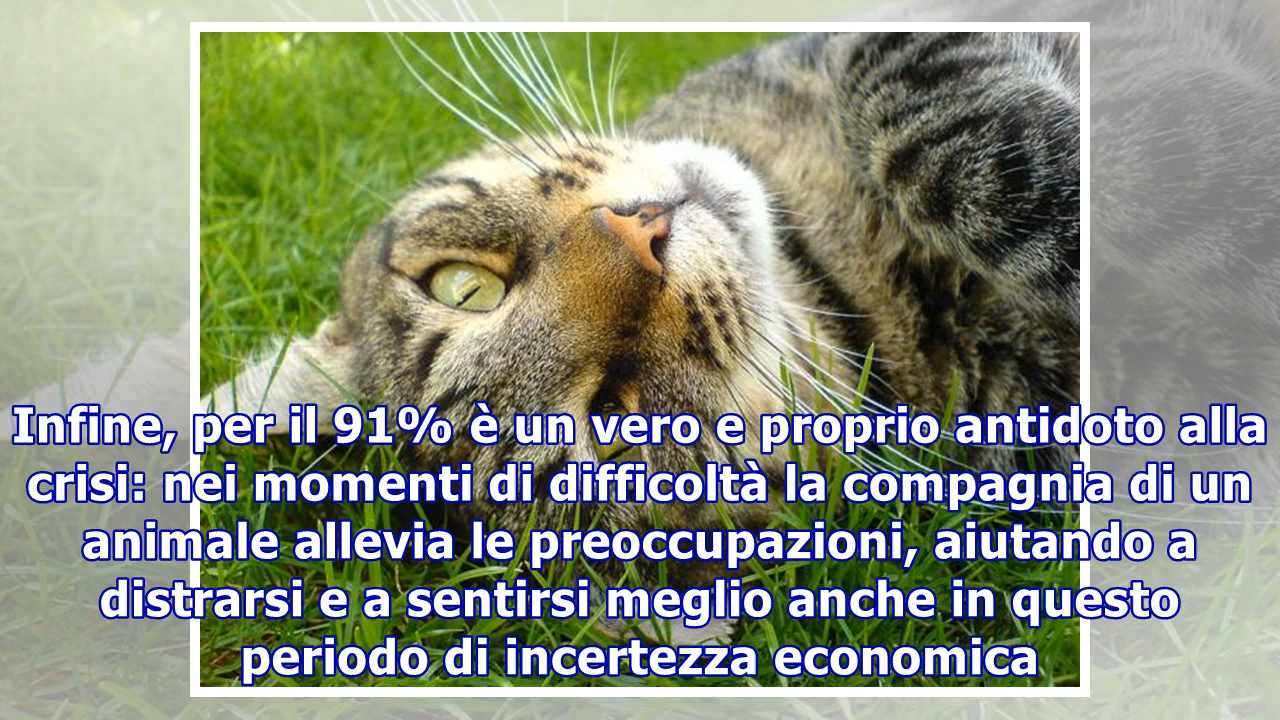 Infine, per il 91% è un vero e proprio antidoto alla
crisi: nei momenti di difficoltà la compagnia di un
animale allevia le preoccupazioni, aiutando a
distrarsi e a sentirsi meglio anche in questo
periodo di incertezza economica